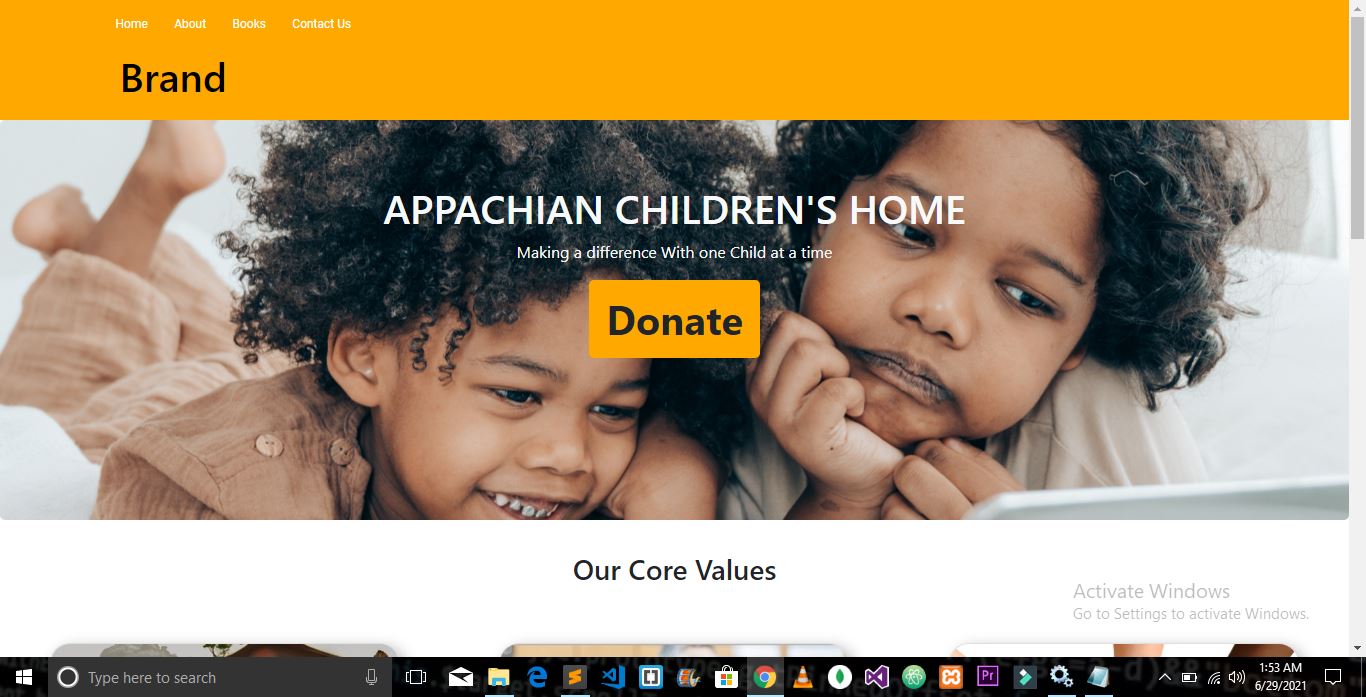 Home About Books Contact Us
Brand
APPACHIAN CHILDREN'S HOME
Making a difference With one Child at a time
Donate
Our Core Values
Activate Windows
Go to Settings to activate Windows.
Type here to search
Pr
1:53 AM
6/29/2021